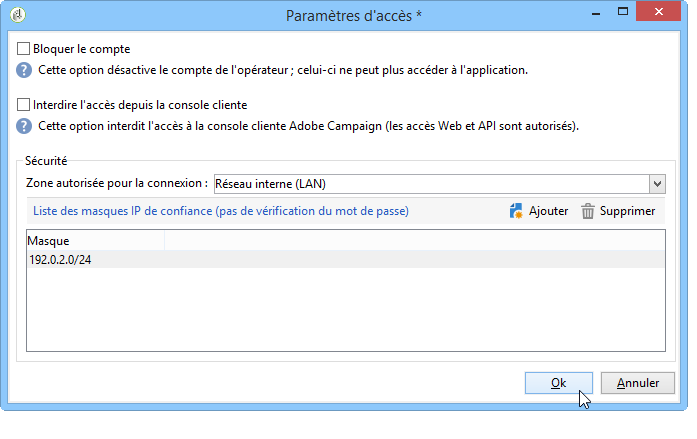 Paramètres d'accès *
Bloquer le compte
Cette option désactive le compte de l'opérateur ; celui-ci ne peut plus accéder à l'application.
Interdire l'accès depuis la console cliente
Cette option interdit l'accès à la console cliente Adobe Campaign (les accès Web et API sont autorisés).
Sécurité
Zone autorisée pour la connexion : Réseau interne (LAN)
Liste des masques IP de confiance (pas de vérification du mot de passe) Ajouter Supprimer
Masque
192.0.2.0/24
Ok Annuler